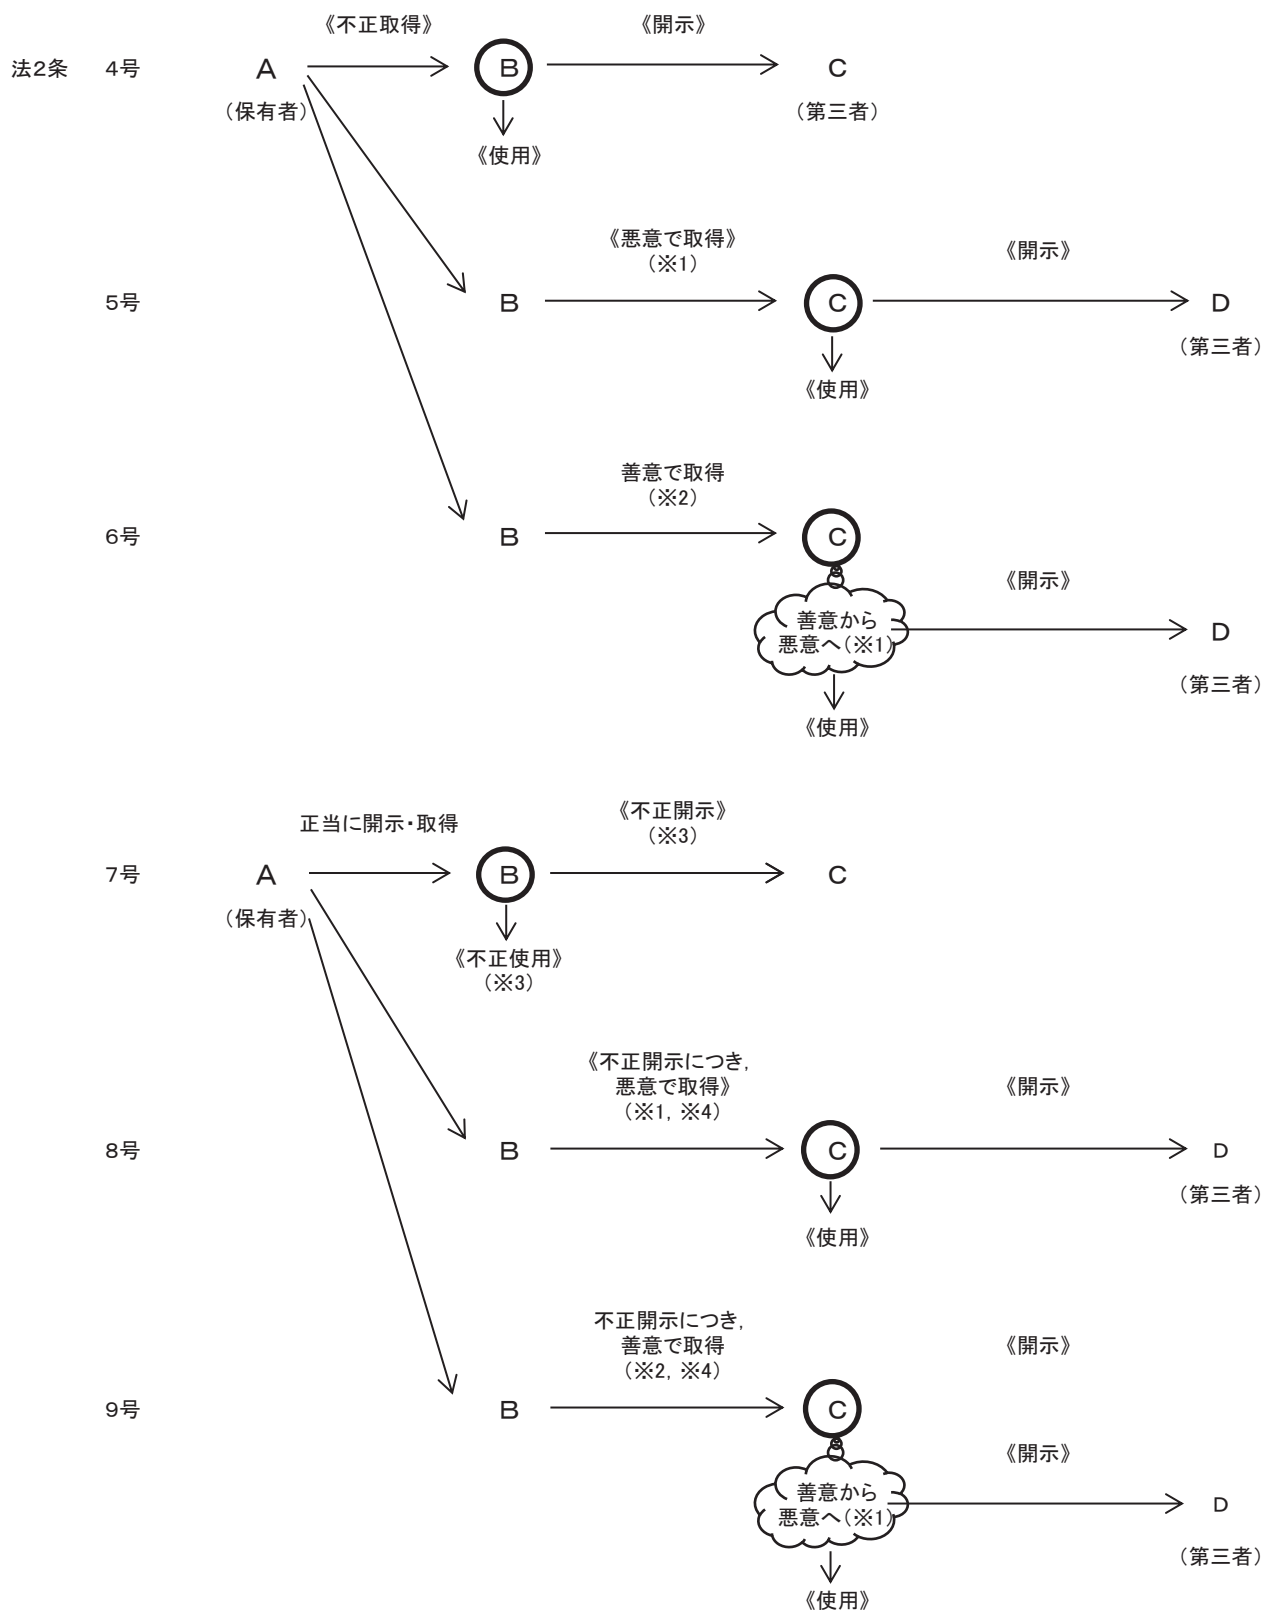 《不正取得》 《開示》
法2条 4号 A B C
(保有者) (第三者)
《使用》
《悪意で取得》
(※1)
《開示》
5号 B C D
(第三者)
《使用》
善意で取得
(※2)
6号 B C
《開示》
善意から
悪意へ(※1)
D
(第三者)
《使用》
正当に開示・取得
《不正開示》
(※3)
7号 A B C
(保有者)
《不正使用》
(※3)
《不正開示につき,
悪意で取得》
(※1, ※4)
《開示》
8号 B C D
(第三者)
《使用》
不正開示につき,
善意で取得
(※2, ※4)
《開示》
9号 B C
《開示》
善意から
悪意へ(※1)
D
(第三者)
《使用》